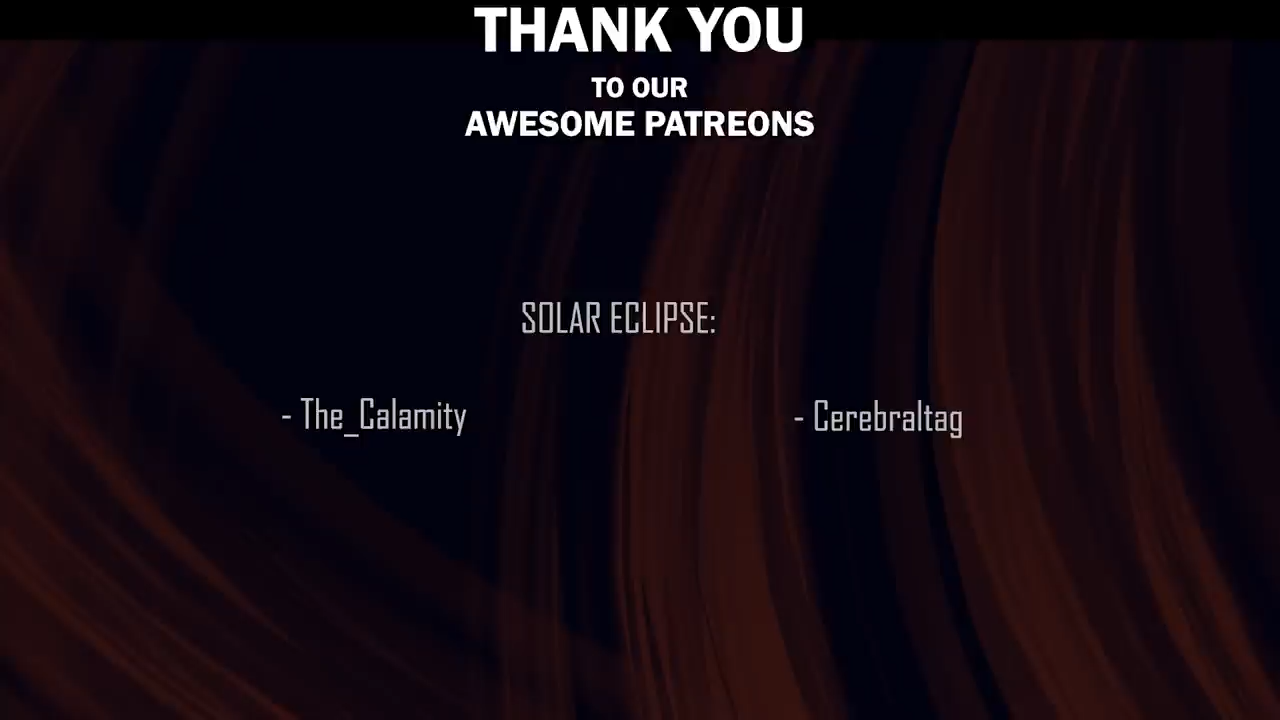 THANK YOU
TO OUR
AWESOME PATREONS
SOLAR ECLIPSE:
- The_Calamity
- Cerebraltag